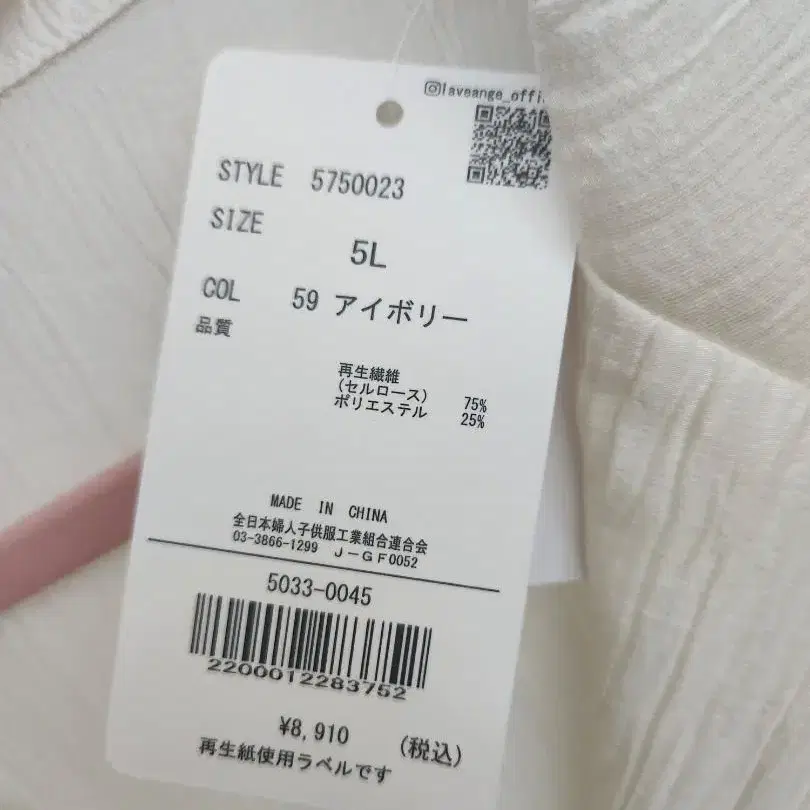 laveange_offi
STYLE 5750023
SIZE
5L
COL 59 アイボリー
品質
再生繊維
(セルロース) 75%
ポリエステル 25%
MADE IN CHINA
全日本婦人子供服工業組合連合会
03-3866-1299 J-GF0052
5033-0045
2200012283752
¥8,910 (税込)
再生紙使用ラベルです